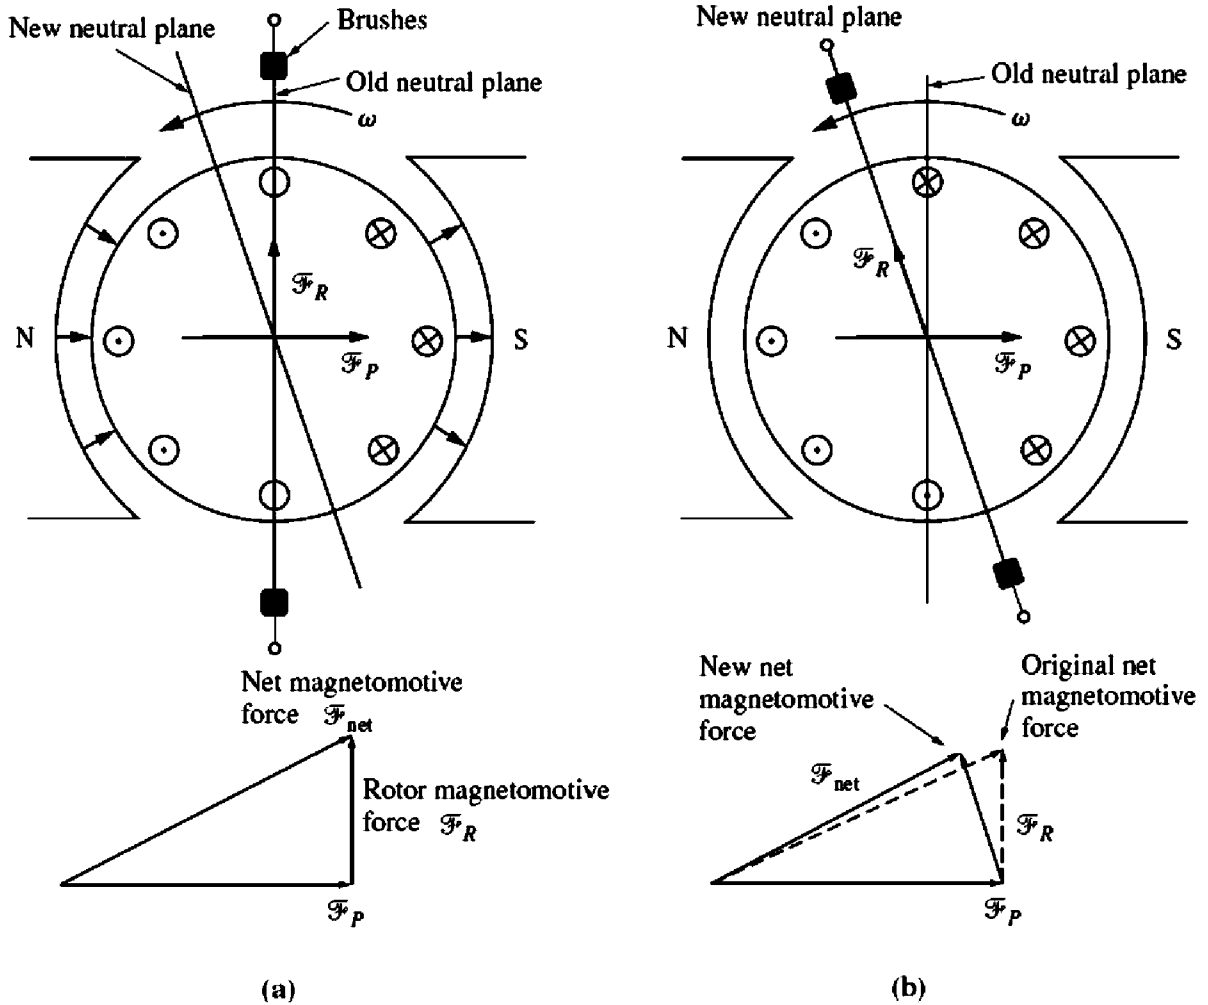 New neutral plane
Brushes
Old neutral plane
ω
N
S
ℱR
ℱP
Net magnetomotive
force ℱnet
Rotor magnetomotive
force ℱR
ℱP
(a)
New neutral plane
Old neutral plane
ω
N
S
ℱR
ℱP
New net
magnetomotive
force
Original net
magnetomotive
force
ℱnet
ℱR
ℱP
(b)